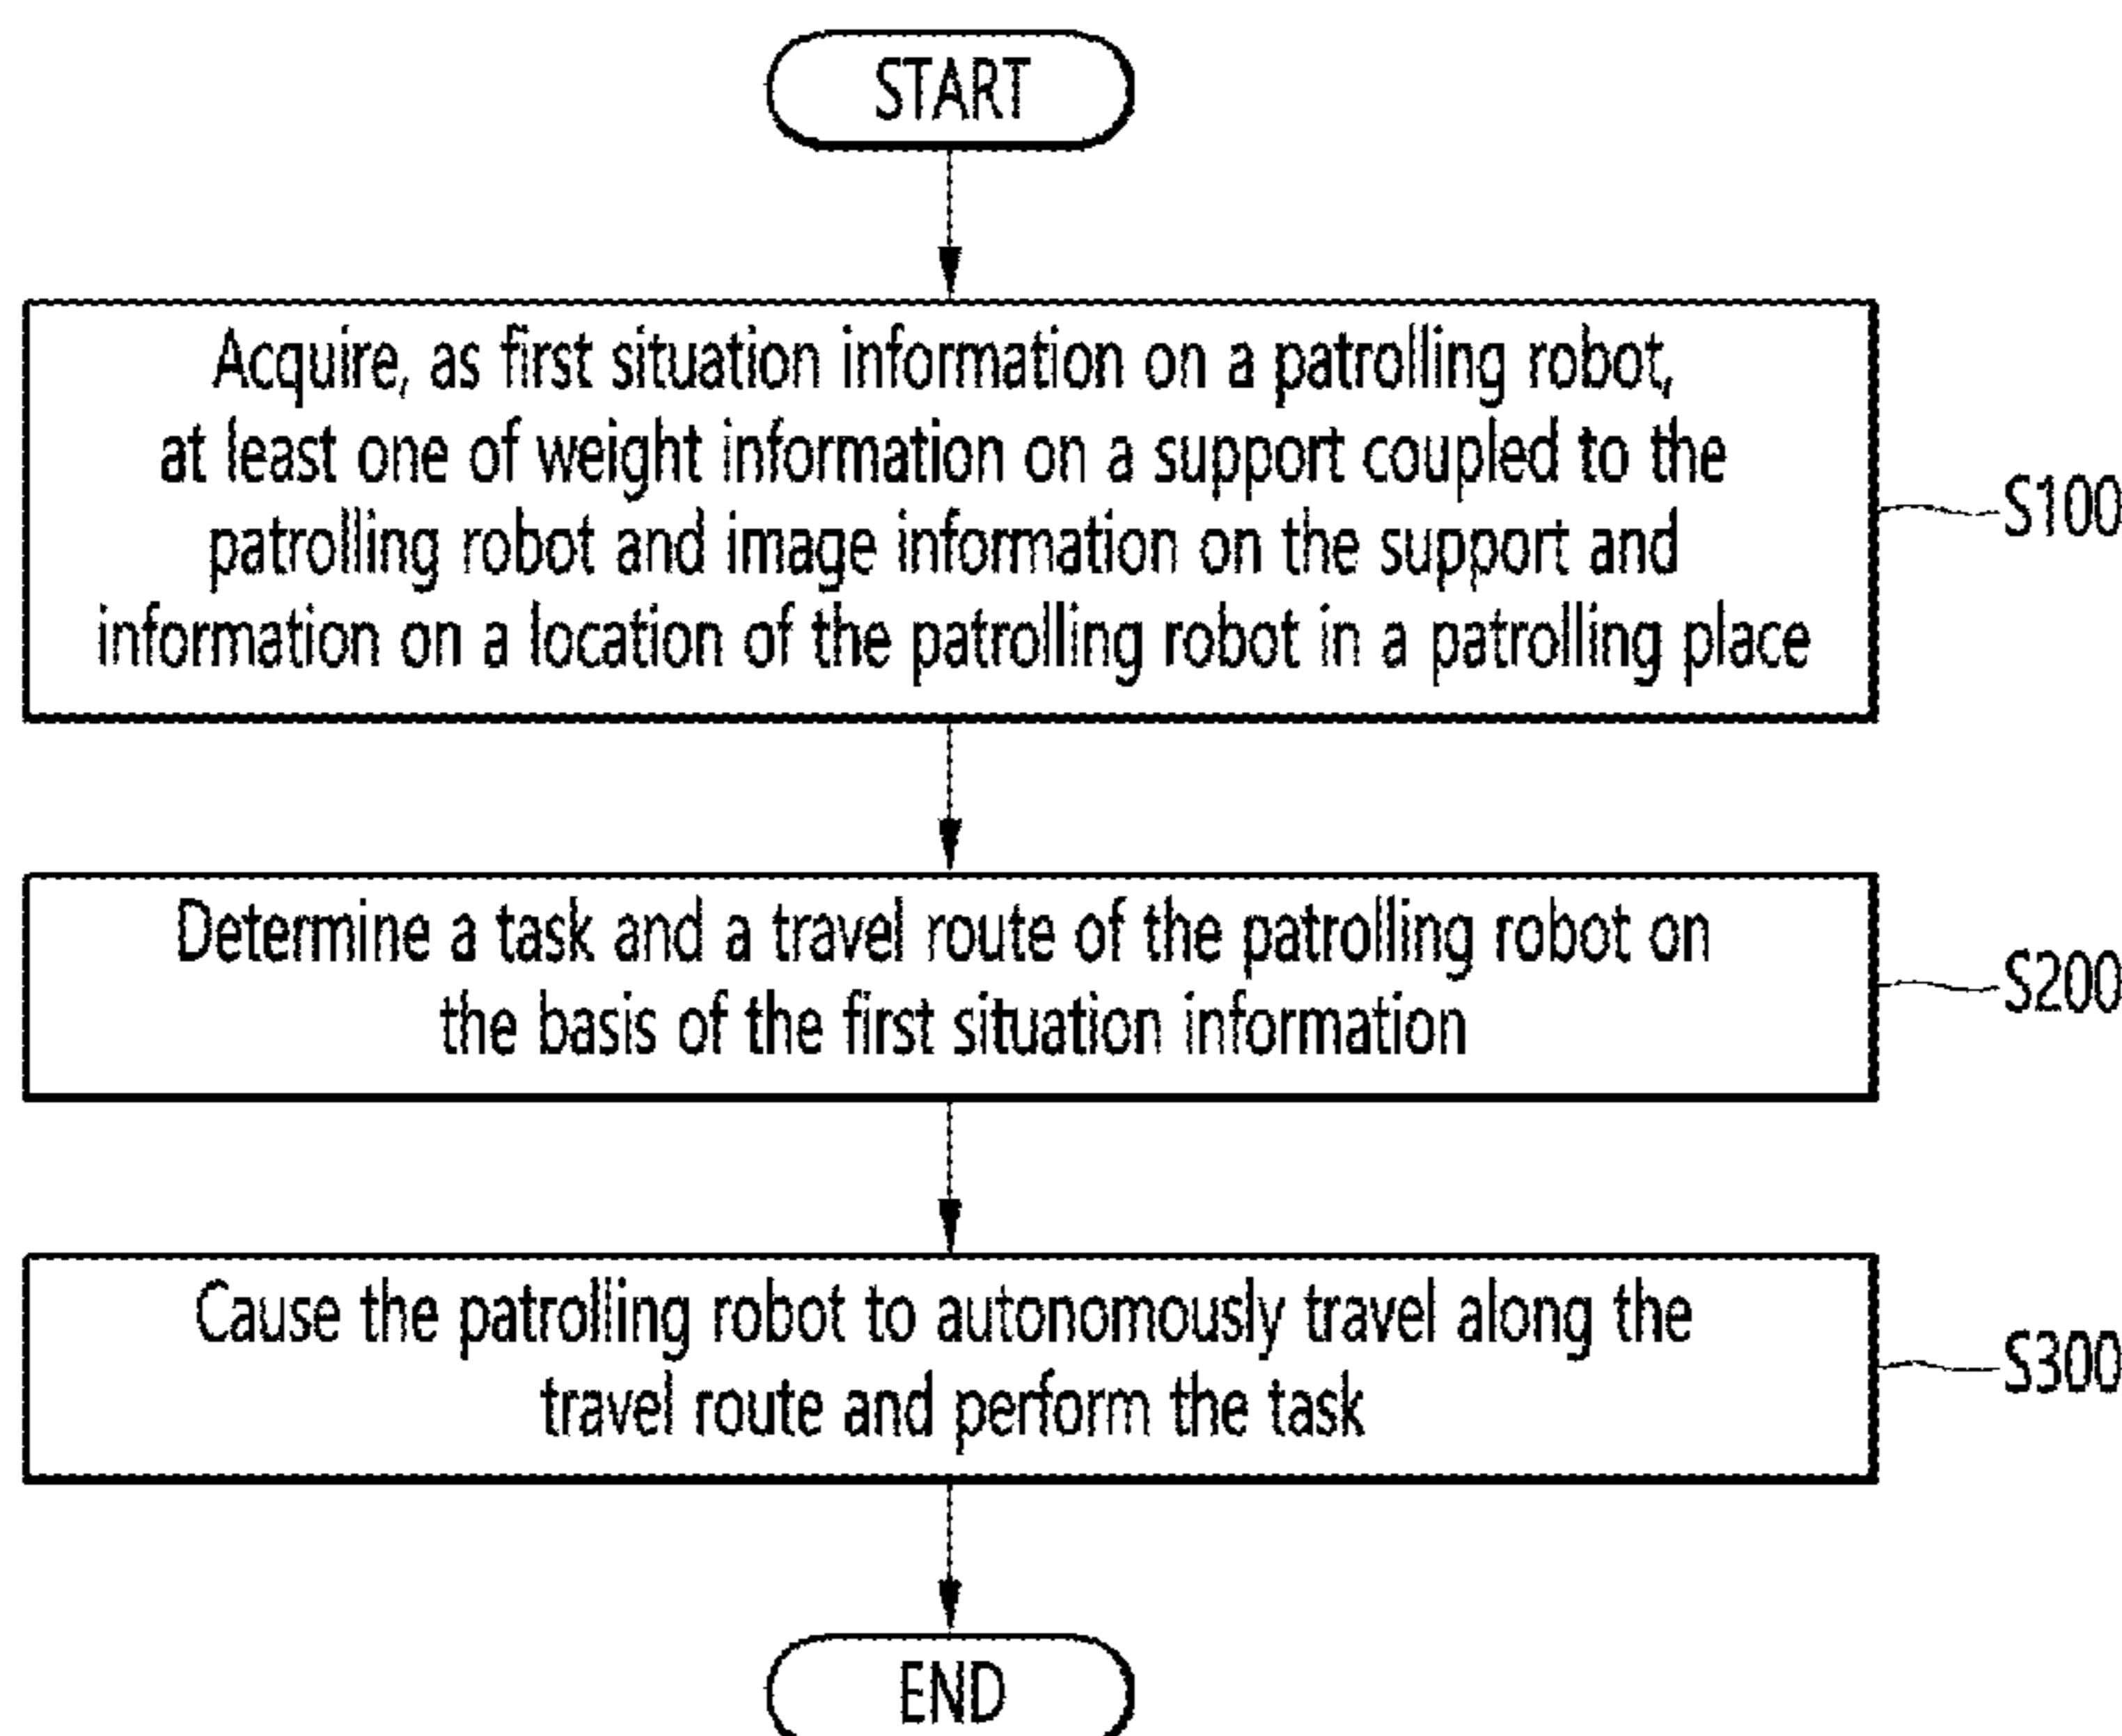 START
Acquire, as first situation information on a patrolling robot,
at least one of weight information on a support coupled to the
patrolling robot and image information on the support and
information on a location of the patrolling robot in a patrolling place
S100
Determine a task and a travel route of the patrolling robot on
the basis of the first situation information
S200
Cause the patrolling robot to autonomously travel along the
travel route and perform the task
S300
END